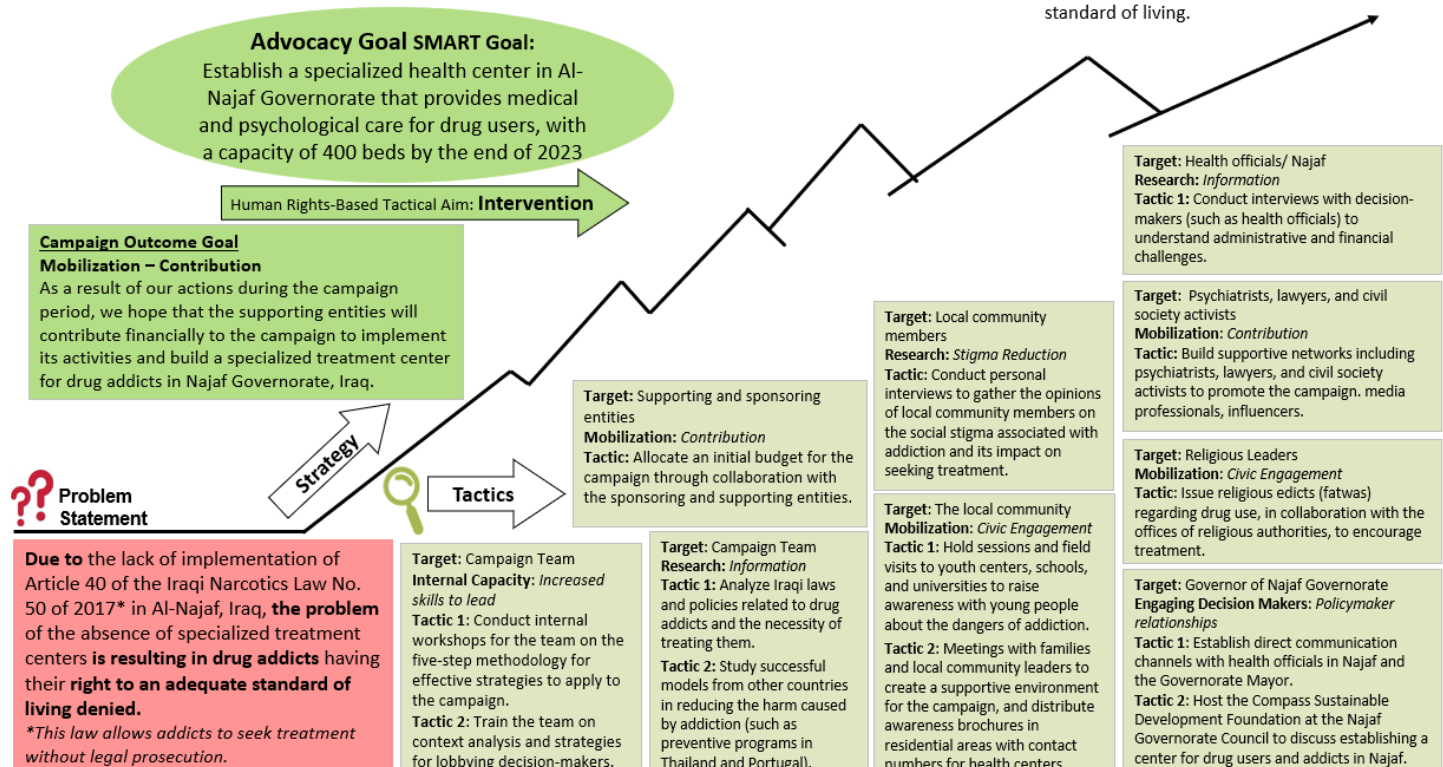 standard of living.
Advocacy Goal SMART Goal:
Establish a specialized health center in Al-
Najaf Governorate that provides medical
and psychological care for drug users, with
a capacity of 400 beds by the end of 2023
Human Rights-Based Tactical Aim: Intervention
Campaign Outcome Goal
Mobilization – Contribution
As a result of our actions during the campaign
period, we hope that the supporting entities will
contribute financially to the campaign to implement
its activities and build a specialized treatment center
for drug addicts in Najaf Governorate, Iraq.
Strategy
?? Problem
Statement
Due to the lack of implementation of
Article 40 of the Iraqi Narcotics Law No.
50 of 2017* in Al-Najaf, Iraq, the problem
of the absence of specialized treatment
centers is resulting in drug addicts having
their right to an adequate standard of
living denied.
*This law allows addicts to seek treatment
without legal prosecution.
Tactics
Target: Campaign Team
Internal Capacity: Increased
skills to lead
Tactic 1: Conduct internal
workshops for the team on the
five-step methodology for
effective strategies to apply to
the campaign.
Tactic 2: Train the team on
context analysis and strategies
for lobbying decision-makers.
Target: Supporting and sponsoring
entities
Mobilization: Contribution
Tactic: Allocate an initial budget for the
campaign through collaboration with
the sponsoring and supporting entities.
Target: Campaign Team
Research: Information
Tactic 1: Analyze Iraqi laws
and policies related to drug
addicts and the necessity of
treating them.
Tactic 2: Study successful
models from other countries
in reducing the harm caused
by addiction (such as
preventive programs in
Thailand and Portugal).
Target: Local community
members
Research: Stigma Reduction
Tactic: Conduct personal
interviews to gather the opinions
of local community members on
the social stigma associated with
addiction and its impact on
seeking treatment.
Target: The local community
Mobilization: Civic Engagement
Tactic 1: Hold sessions and field
visits to youth centers, schools,
and universities to raise
awareness with young people
about the dangers of addiction.
Tactic 2: Meetings with families
and local community leaders to
create a supportive environment
for the campaign, and distribute
awareness brochures in
residential areas with contact
numbers for health centers
Target: Health officials/ Najaf
Research: Information
Tactic 1: Conduct interviews with decision-
makers (such as health officials) to
understand administrative and financial
challenges.
Target: Psychiatrists, lawyers, and civil
society activists
Mobilization: Contribution
Tactic: Build supportive networks including
psychiatrists, lawyers, and civil society
activists to promote the campaign. media
professionals, influencers.
Target: Religious Leaders
Mobilization: Civic Engagement
Tactic: Issue religious edicts (fatwas)
regarding drug use, in collaboration with the
offices of religious authorities, to encourage
treatment.
Target: Governor of Najaf Governorate
Engaging Decision Makers: Policymaker
relationships
Tactic 1: Establish direct communication
channels with health officials in Najaf and
the Governorate Mayor.
Tactic 2: Host the Compass Sustainable
Development Foundation at the Najaf
Governorate Council to discuss establishing a
center for drug users and addicts in Najaf.